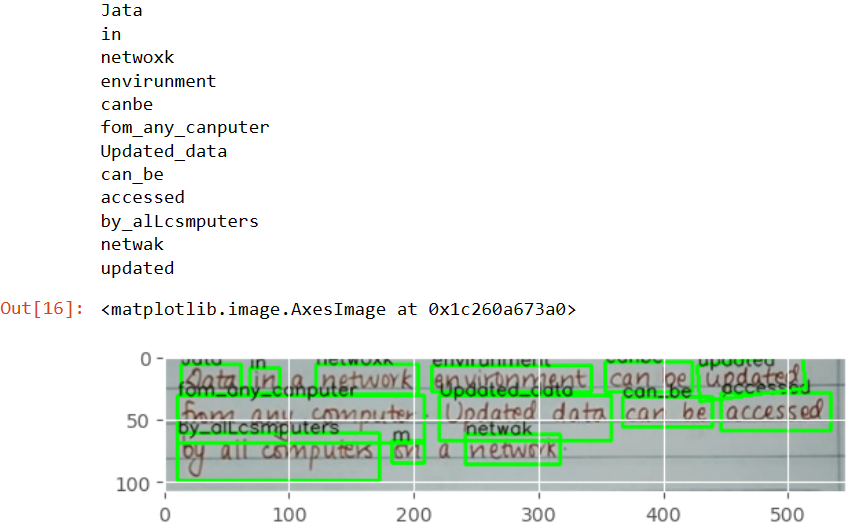 Jata
in
netwoxk
envirunment
canbe
fom_any_canputer
Updated_data
can_be
accessed
by_alLcsmputers
netwak
updated
Out[16]: <matplotlib.image.AxesImage at 0x1c260a673a0>
0
Jata in netwoxk envirunment canbe updated
Data in a network environment can be updated
fom_any_canputer Updated_data can_be accessed
50
from any computer. Updated data can be accessed
by_alLcsmputers m netwak
by all computers on a network.
100
0 100 200 300 400 500